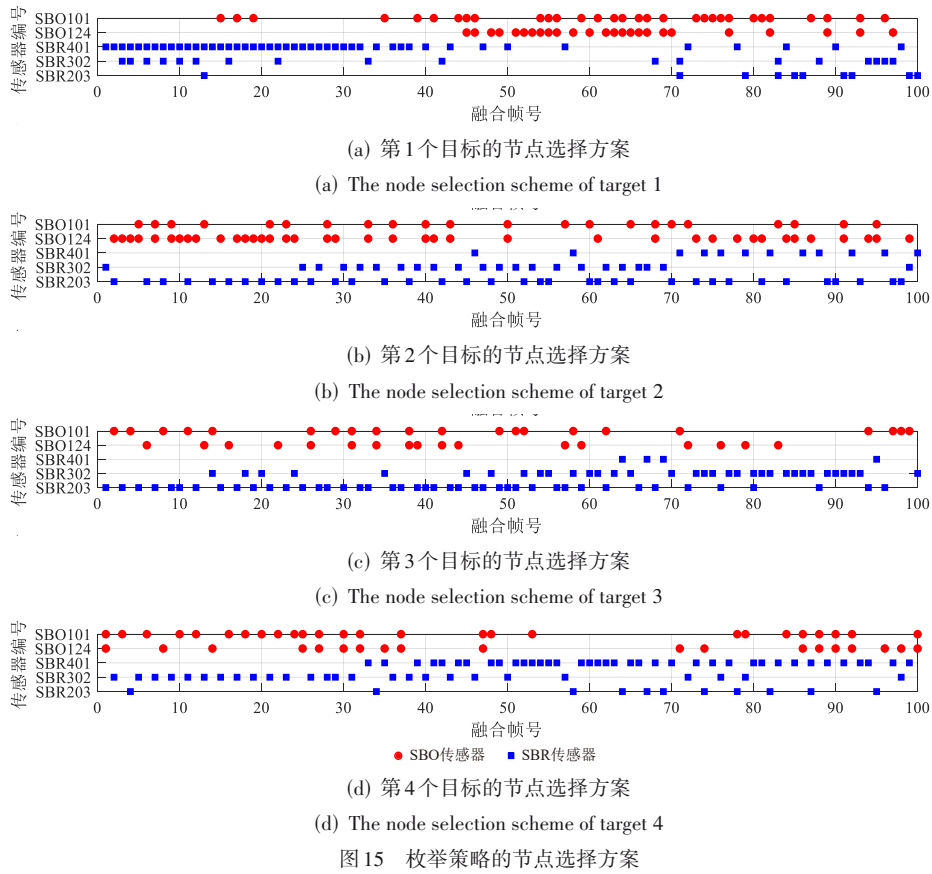 传感器编号
SBO101
SBO124
SBR401
SBR302
SBR203
0 10 20 30 40 50 60 70 80 90 100
融合帧号
(a) 第1个目标的节点选择方案
(a) The node selection scheme of target 1
传感器编号
SBO101
SBO124
SBR401
SBR302
SBR203
0 10 20 30 40 50 60 70 80 90 100
融合帧号
(b) 第2个目标的节点选择方案
(b) The node selection scheme of target 2
传感器编号
SBO101
SBO124
SBR401
SBR302
SBR203
0 10 20 30 40 50 60 70 80 90 100
融合帧号
(c) 第3个目标的节点选择方案
(c) The node selection scheme of target 3
传感器编号
SBO101
SBO124
SBR401
SBR302
SBR203
0 10 20 30 40 50 60 70 80 90 100
融合帧号
SBO传感器 SBR传感器
(d) 第4个目标的节点选择方案
(d) The node selection scheme of target 4
图15 枚举策略的节点选择方案